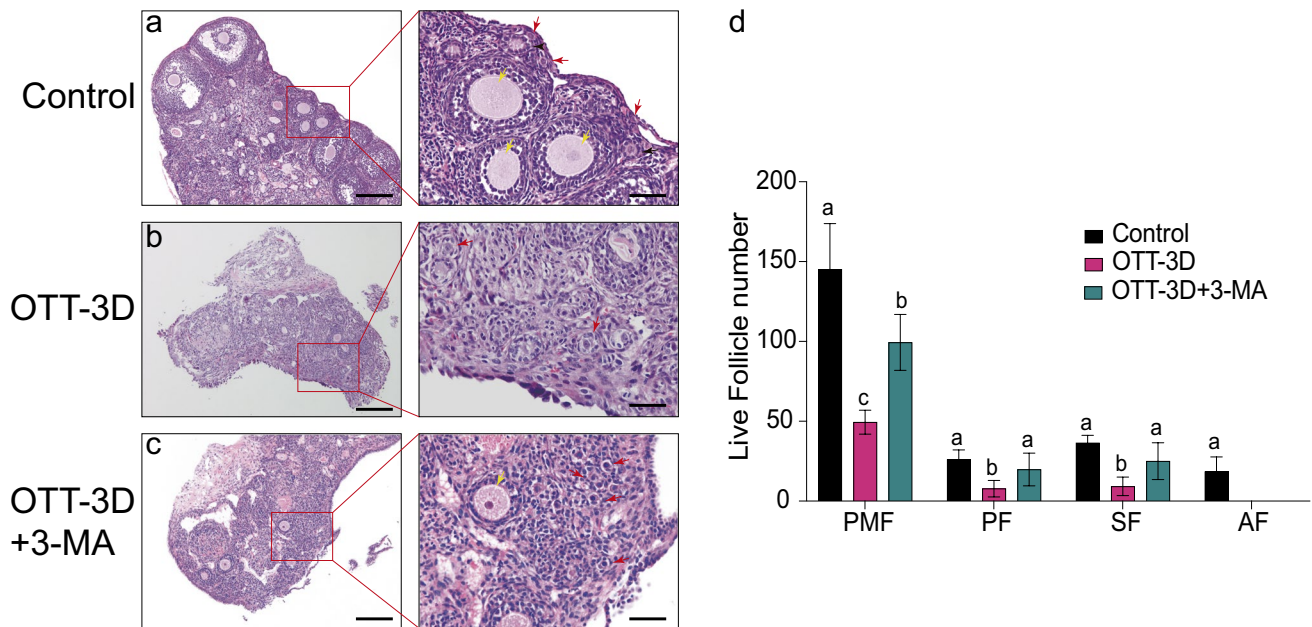 a
Control
b
OTT-3D
c
OTT-3D
+3-MA
d
Live Follicle number
200
150
100
50
0
a
c
b
a
b
a
a
b
a
a
Control
OTT-3D
OTT-3D+3-MA
PMF
PF
SF
AF